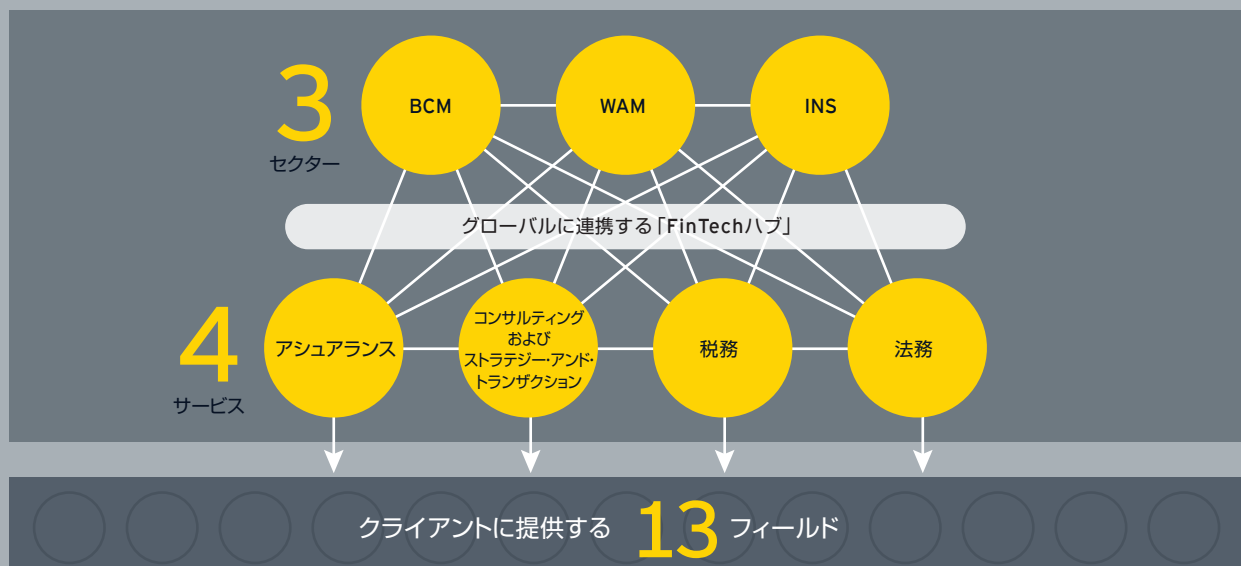 3
セクター
BCM
WAM
INS
グローバルに連携する「FinTechハブ」
4
サービス
アシュアランス
コンサルティング
および
ストラテジー・アンド・
トランザクション
税務
法務
クライアントに提供する 13 フィールド